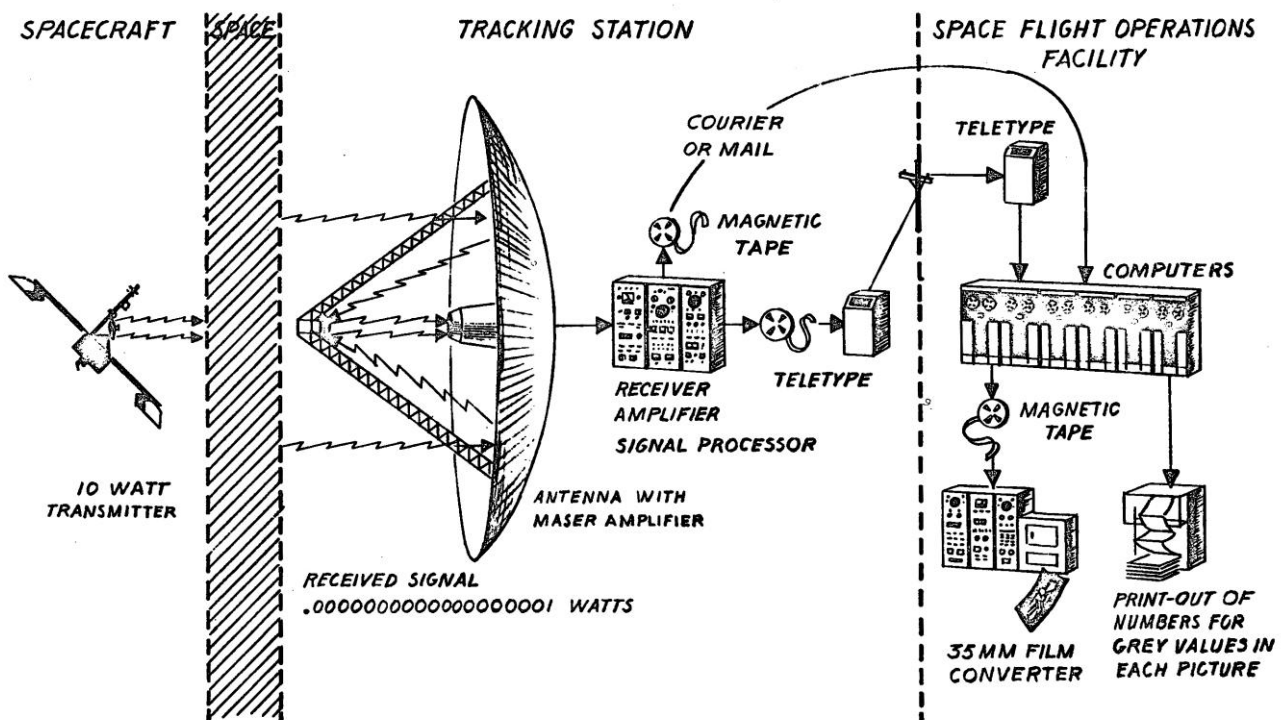 SPACECRAFT
SPACE
TRACKING STATION
SPACE FLIGHT OPERATIONS
FACILITY
COURIER
OR MAIL
TELETYPE
MAGNETIC
TAPE
COMPUTERS
TELETYPE
RECEIVER
AMPLIFIER
SIGNAL PROCESSOR
MAGNETIC
TAPE
10 WATT
TRANSMITTER
ANTENNA WITH
MASER AMPLIFIER
RECEIVED SIGNAL
.0000000000000000001 WATTS
35MM FILM
CONVERTER
PRINT-OUT OF
NUMBERS FOR
GREY VALUES IN
EACH PICTURE